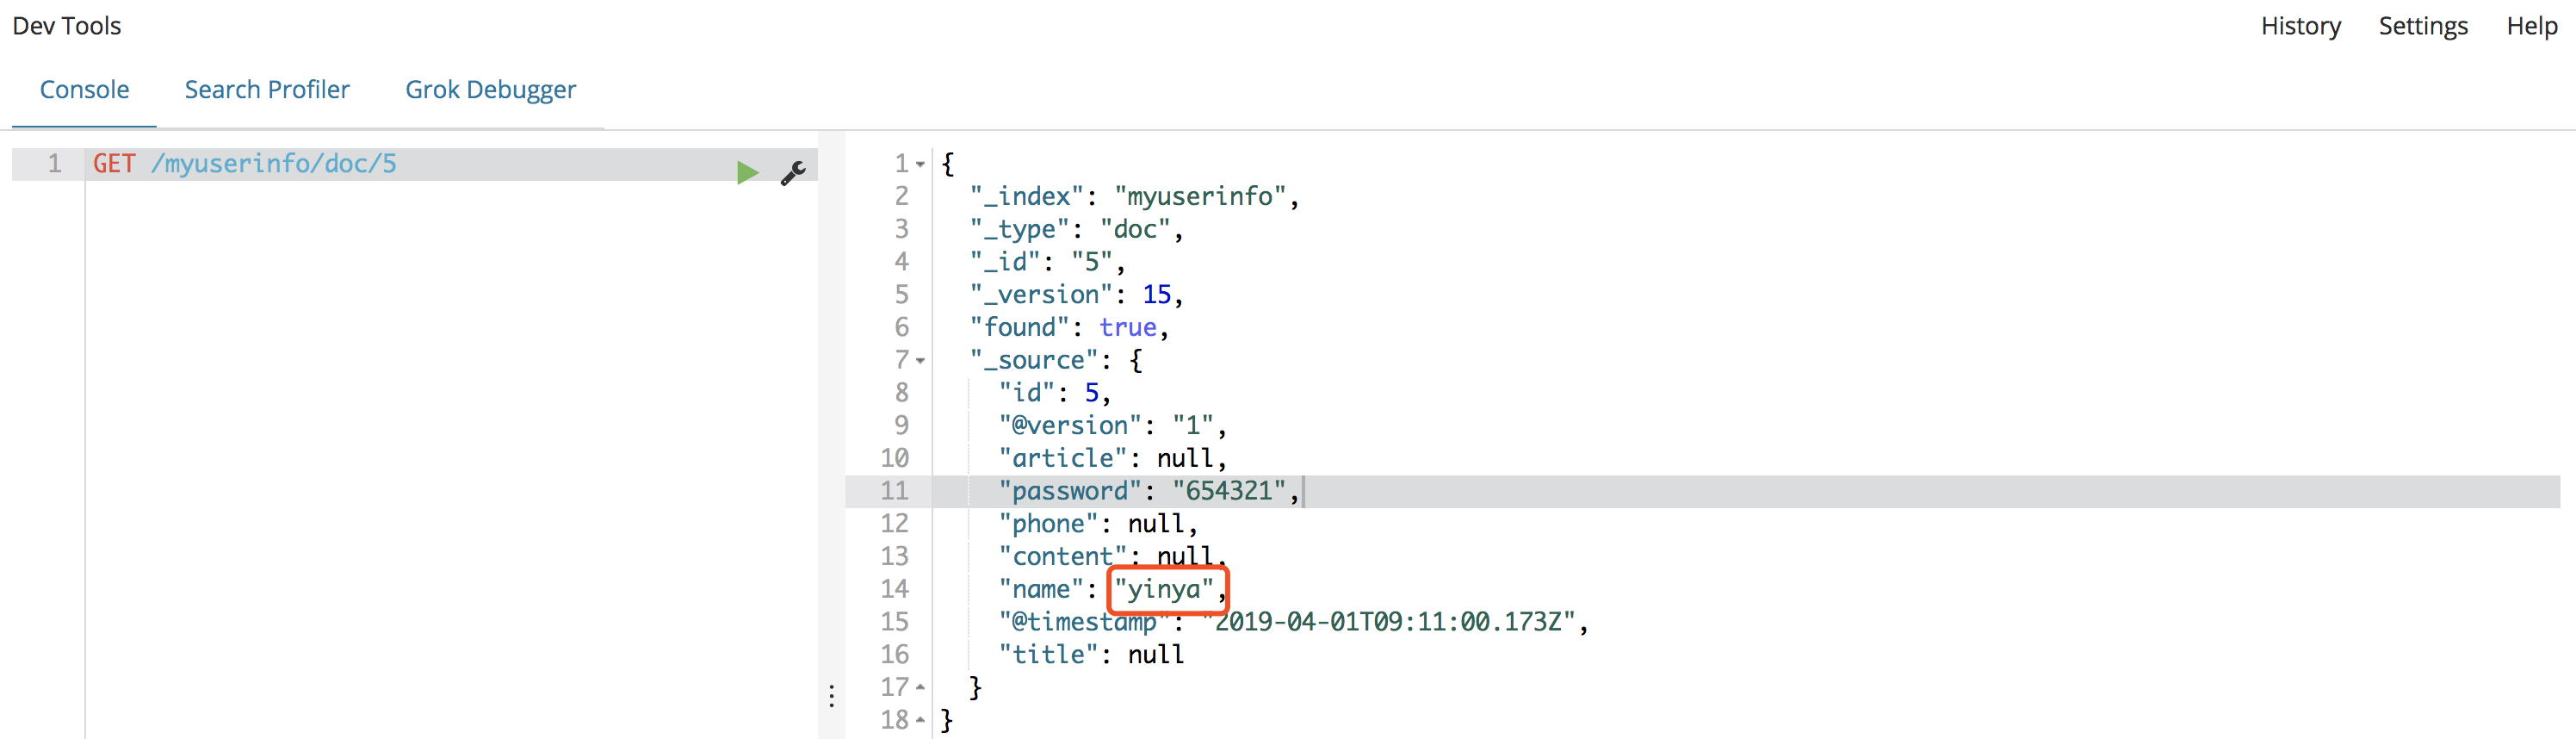 Dev Tools
History Settings Help
Console Search Profiler Grok Debugger
1 GET /myuserinfo/doc/5
1 {
2 "_index": "myuserinfo",
3 "_type": "doc",
4 "_id": "5",
5 "_version": 15,
6 "found": true,
7 "_source": {
8 "id": 5,
9 "@version": "1",
10 "article": null,
11 "password": "654321",
12 "phone": null,
13 "content": null,
14 "name": "yinya",
15 "@timestamp": "2019-04-01T09:11:00.173Z",
16 "title": null
17 }
18 }